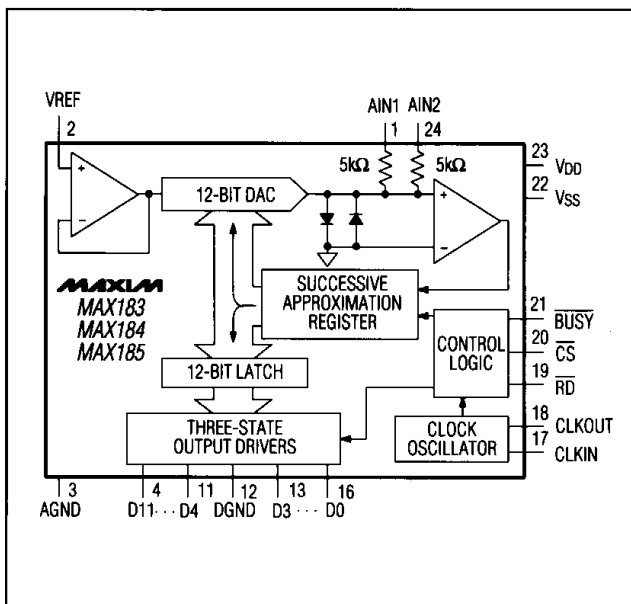 VREF
2
AIN1 AIN2
1 24
5kΩ 5kΩ
23
VDD
22
VSS
12-BIT DAC
+
−
+
−
MAXIM
MAX183
MAX184
MAX185
SUCCESSIVE
APPROXIMATION
REGISTER
12-BIT LATCH
THREE-STATE
OUTPUT DRIVERS
CONTROL
LOGIC
CLOCK
OSCILLATOR
21
BUSY
20
CS
19
RD
18
CLKOUT
17
CLKIN
3 4 11 12 13 16
AGND D11···D4 DGND D3···D0